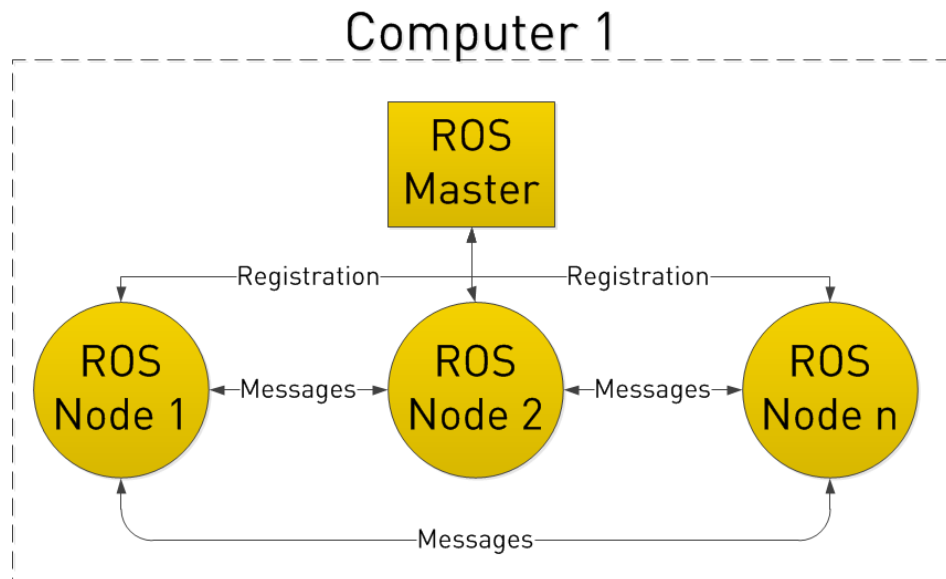 Computer 1
ROS
Master
Registration
Registration
ROS
Node 1
Messages
ROS
Node 2
Messages
ROS
Node n
Messages